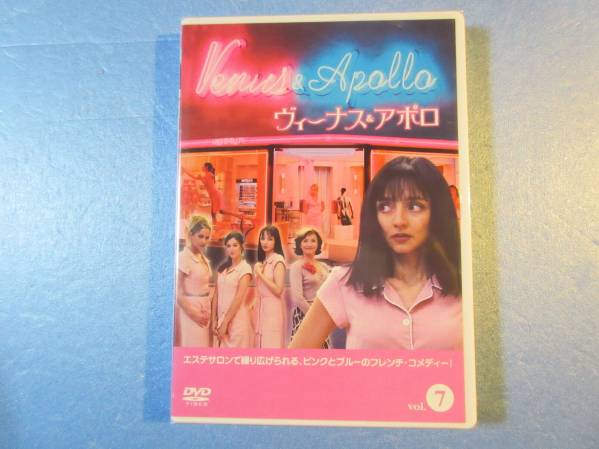 Venus & Apollo
ヴィーナス&アポロ
エステサロンで繰り広げられる、ピンクとブルーのフレンチ・コメディー!
DVD
VIDEO
vol. 7